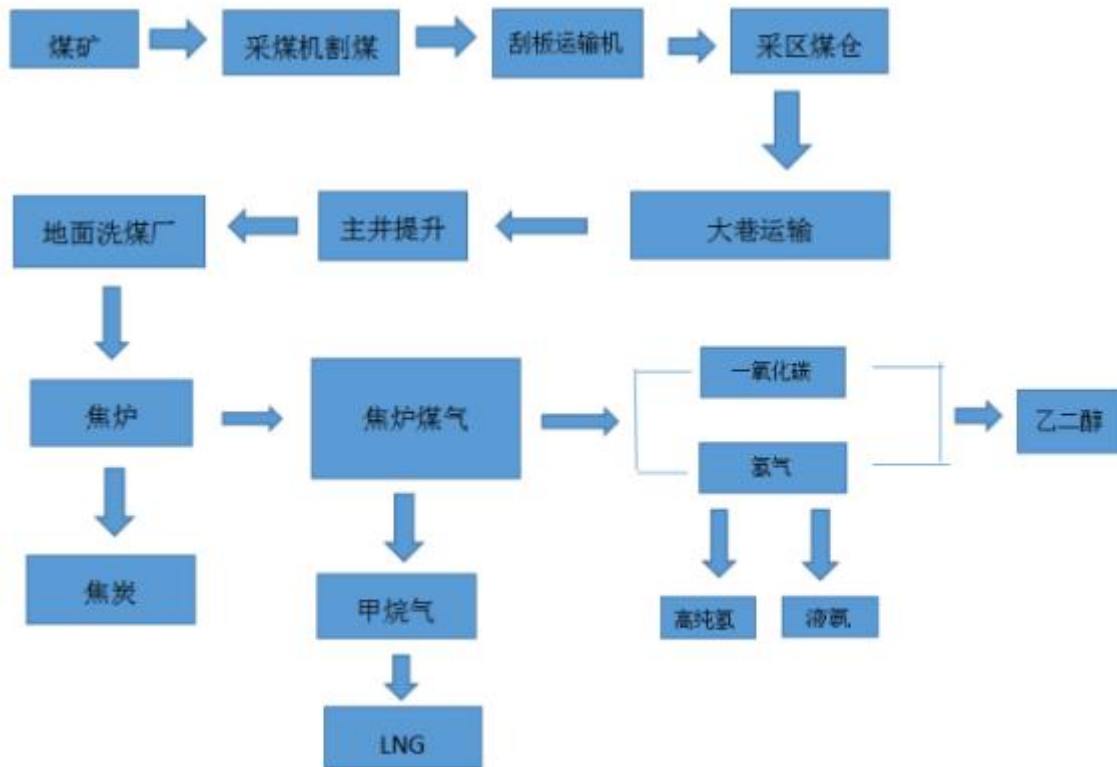 煤矿
采煤机割煤
刮板运输机
采区煤仓
地面洗煤厂
主井提升
大巷运输
焦炉
焦炉煤气
一氧化碳
氢气
乙二醇
焦炭
甲烷气
高纯氢
液氨
LNG